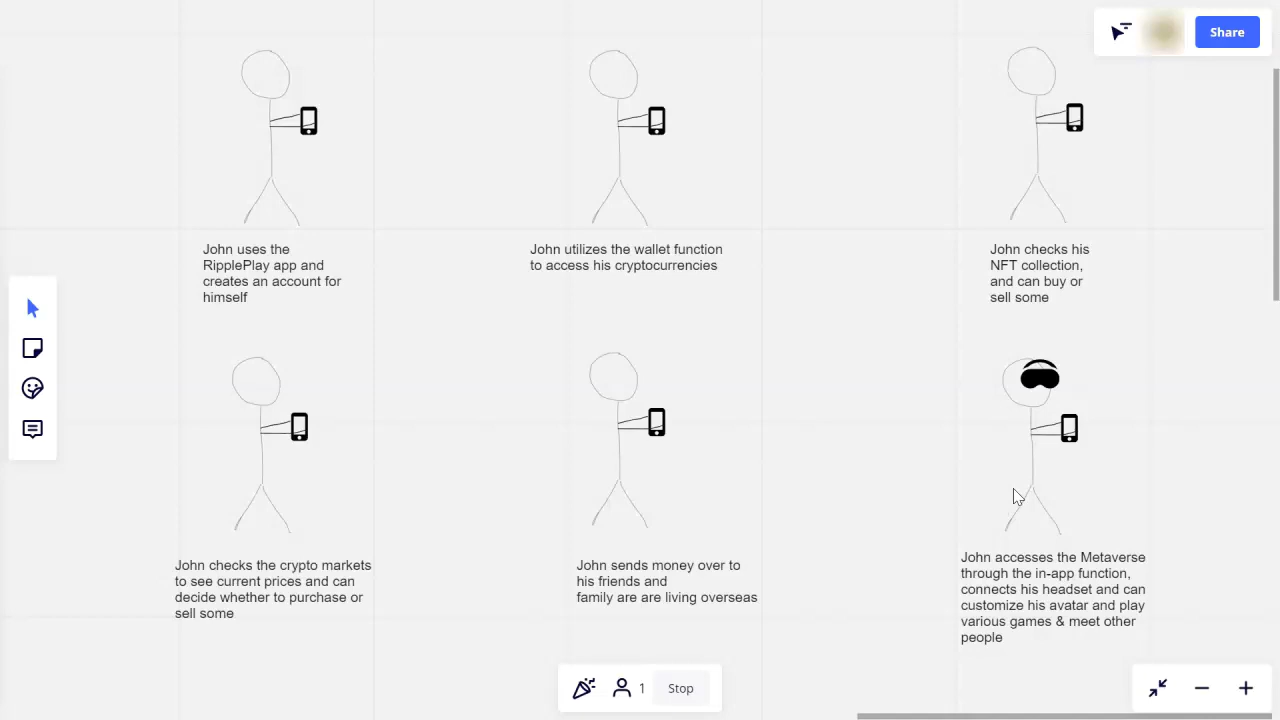 Share
John uses the
RipplePlay app and
creates an account for
himself
John utilizes the wallet function
to access his cryptocurrencies
John checks his
NFT collection,
and can buy or
sell some
John checks the crypto markets
to see current prices and can
decide whether to purchase or
sell some
John sends money over to
his friends and
family are are living overseas
John accesses the Metaverse
through the in-app function,
connects his headset and can
customize his avatar and play
various games & meet other
people
1
Stop